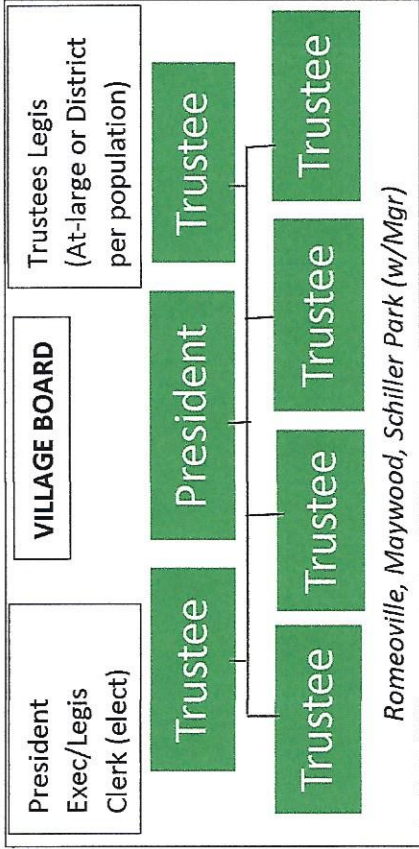 President
Exec/Legis
Clerk (elect)
VILLAGE BOARD
Trustees Legis
(At-large or District
per population)
Trustee
President
Trustee
Trustee
Trustee
Trustee
Trustee
Romeoville, Maywood, Schiller Park (w/Mgr)